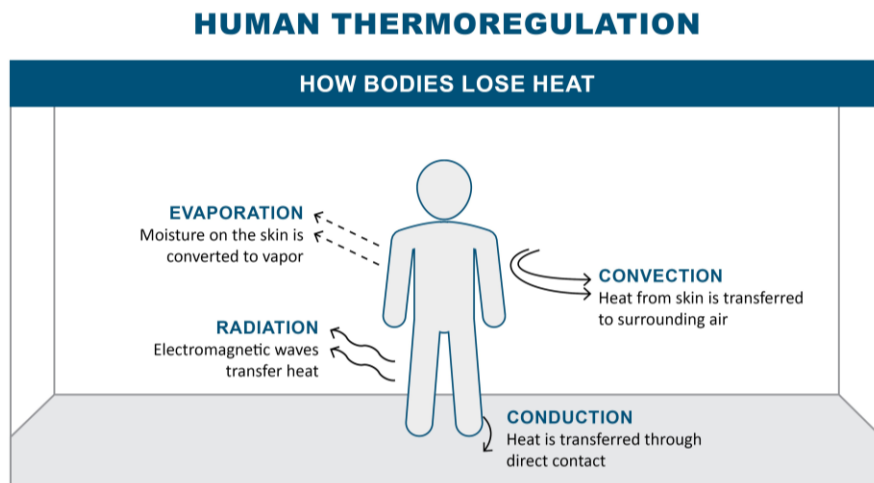 HUMAN THERMOREGULATION
HOW BODIES LOSE HEAT
EVAPORATION
Moisture on the skin is
converted to vapor
CONVECTION
Heat from skin is transferred
to surrounding air
RADIATION
Electromagnetic waves
transfer heat
CONDUCTION
Heat is transferred through
direct contact